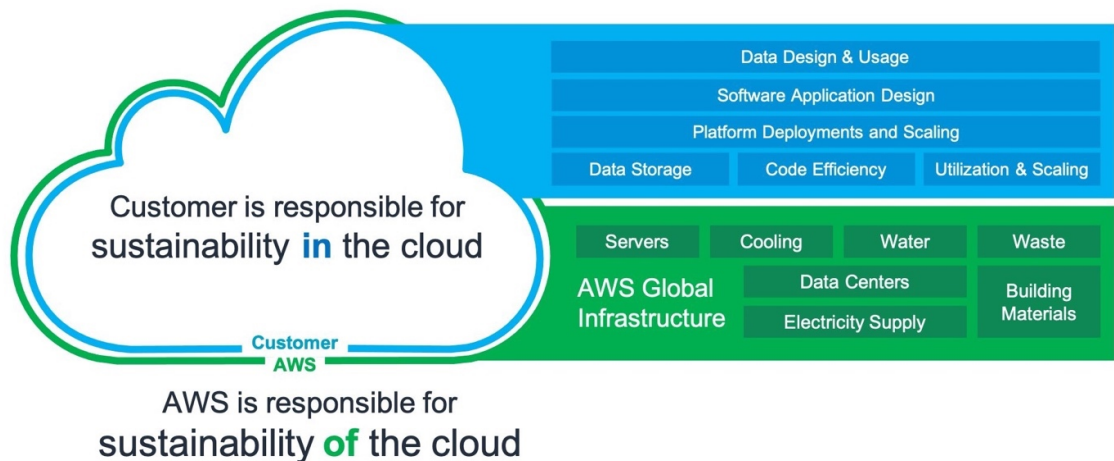 Customer is responsible for
sustainability in the cloud
Customer
AWS
AWS is responsible for
sustainability of the cloud
Data Design & Usage
Software Application Design
Platform Deployments and Scaling
Data Storage
Code Efficiency
Utilization & Scaling
Servers
Cooling
Water
Waste
AWS Global
Infrastructure
Data Centers
Electricity Supply
Building
Materials